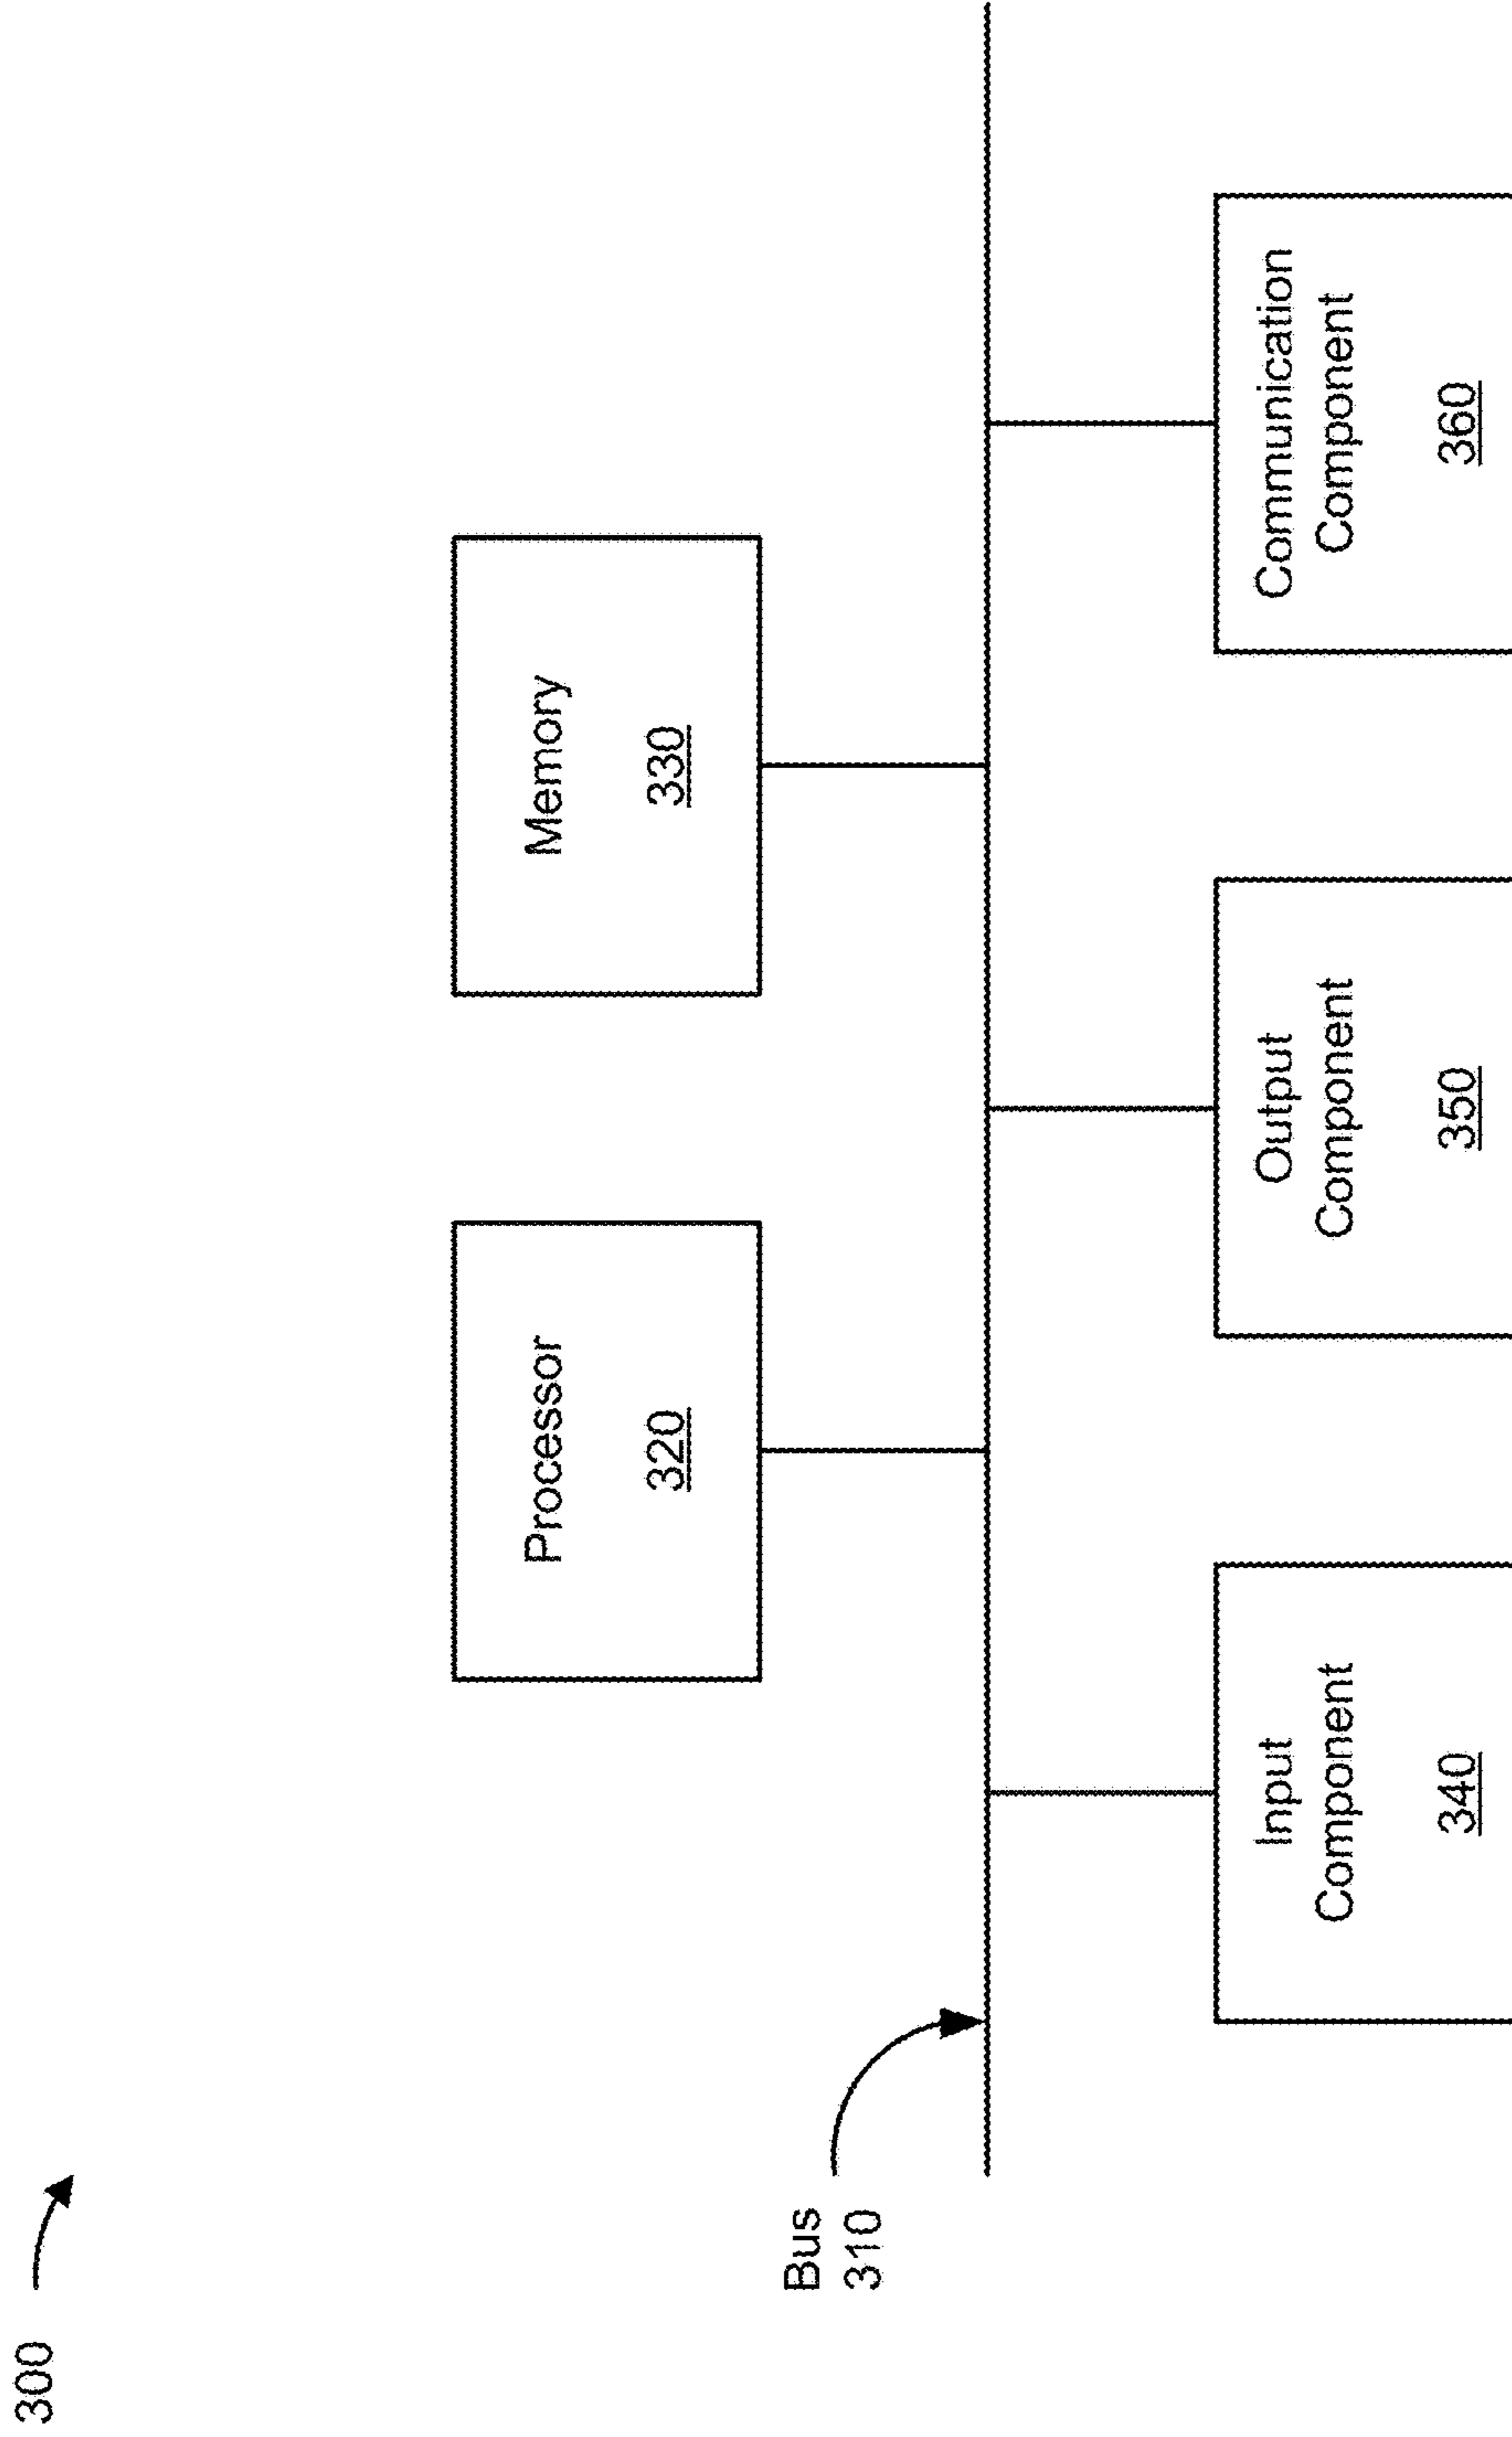 300
Processor
320
Memory
330
Bus
310
Input
Component
340
Output
Component
350
Communication
Component
360